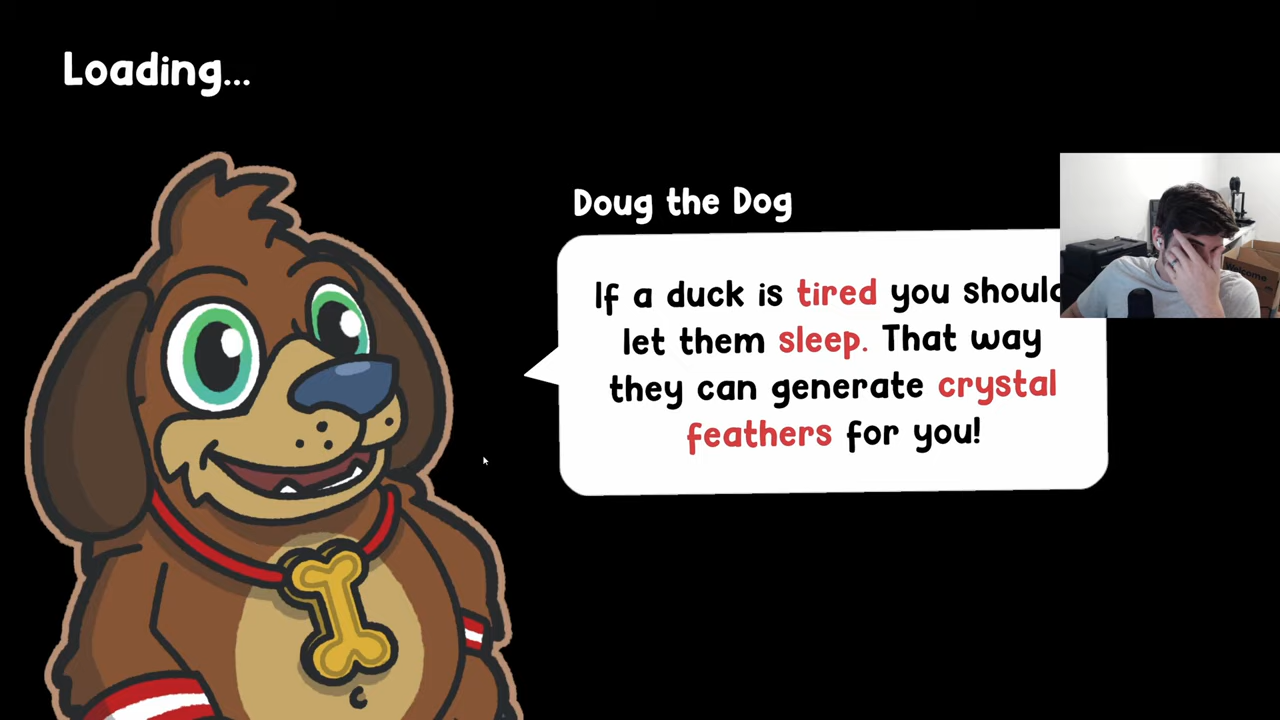 Loading...
Doug the Dog
If a duck is tired you should
let them sleep. That way
they can generate crystal
feathers for you!